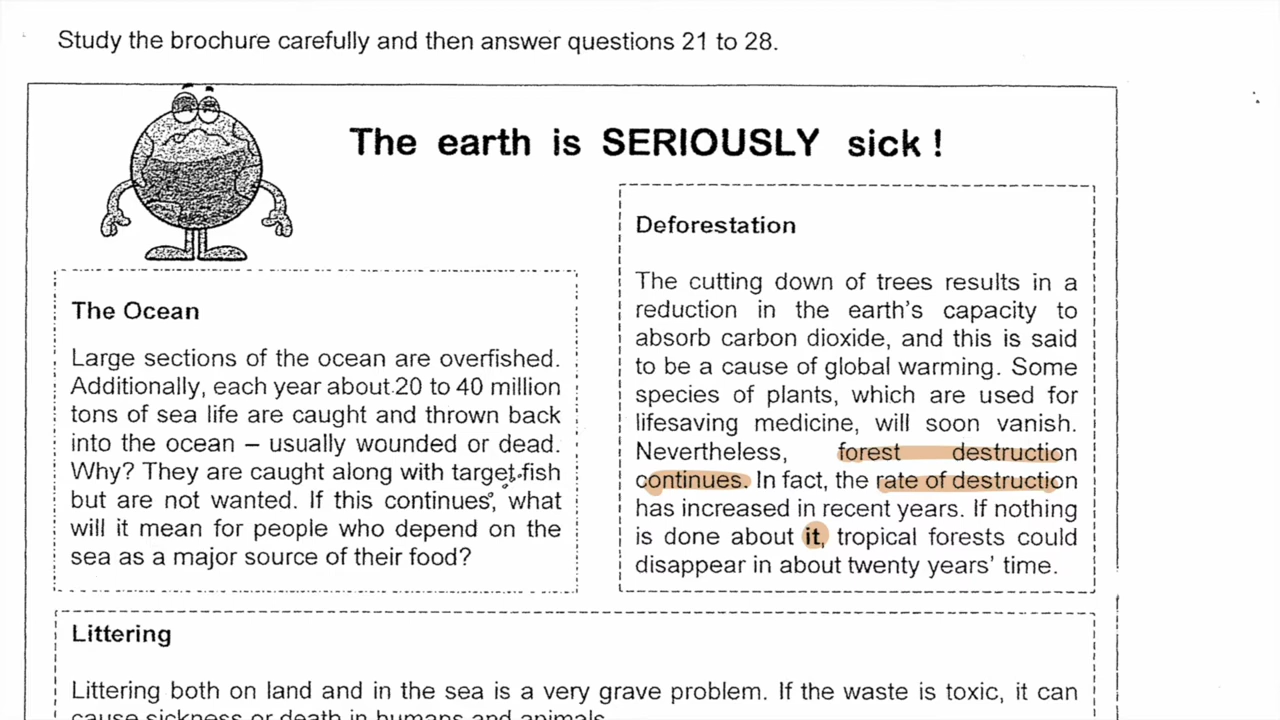 Study the brochure carefully and then answer questions 21 to 28.
The earth is SERIOUSLY sick !
The Ocean
Large sections of the ocean are overfished.
Additionally, each year about 20 to 40 million
tons of sea life are caught and thrown back
into the ocean – usually wounded or dead.
Why? They are caught along with target fish
but are not wanted. If this continues, what
will it mean for people who depend on the
sea as a major source of their food?
Deforestation
The cutting down of trees results in a
reduction in the earth's capacity to
absorb carbon dioxide, and this is said
to be a cause of global warming. Some
species of plants, which are used for
lifesaving medicine, will soon vanish.
Nevertheless, forest destruction
continues. In fact, the rate of destruction
has increased in recent years. If nothing
is done about it, tropical forests could
disappear in about twenty years' time.
Littering
Littering both on land and in the sea is a very grave problem. If the waste is toxic, it can
cause sickness or death in humans and animals.